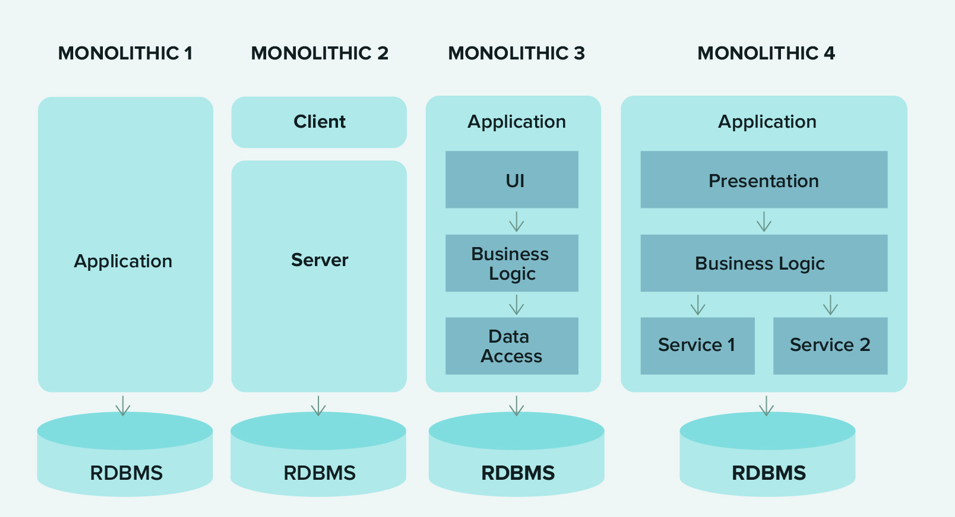 MONOLITHIC 1
Application
RDBMS
MONOLITHIC 2
Client
Server
RDBMS
MONOLITHIC 3
Application
UI
Business
Logic
Data
Access
RDBMS
MONOLITHIC 4
Application
Presentation
Business Logic
Service 1
Service 2
RDBMS